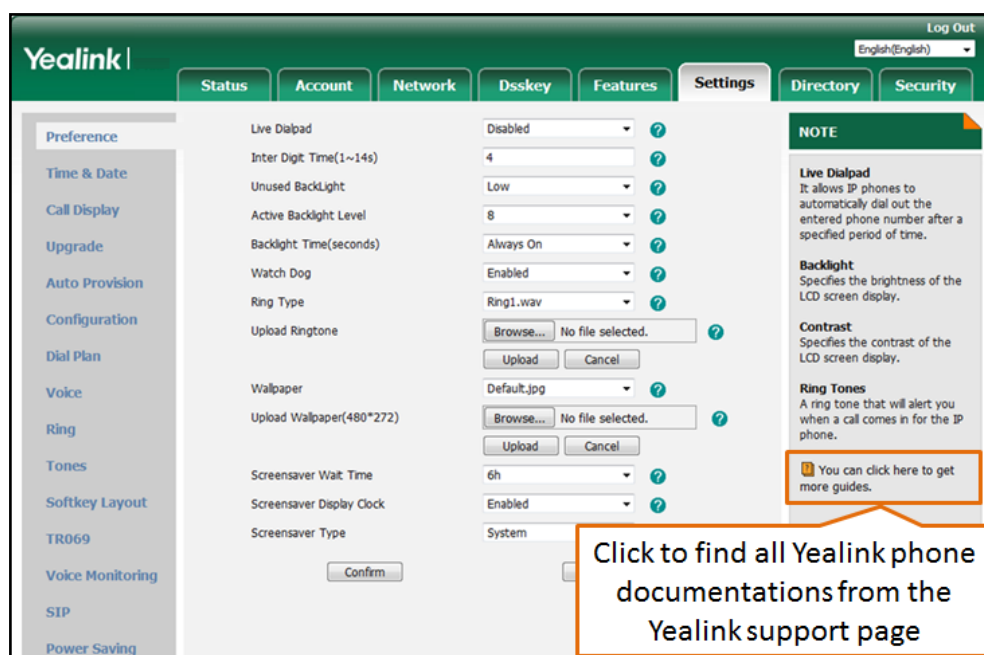 Log Out
Yealink
English(English)
Status Account Network Dsskey Features Settings Directory Security
Preference
Time & Date
Call Display
Upgrade
Auto Provision
Configuration
Dial Plan
Voice
Ring
Tones
Softkey Layout
TR069
Voice Monitoring
SIP
Power Saving
Live Dialpad Disabled ?
Inter Digit Time(1~14s) 4 ?
Unused BackLight Low ?
Active Backlight Level 8 ?
Backlight Time(seconds) Always On ?
Watch Dog Enabled ?
Ring Type Ring1.wav ?
Upload Ringtone Browse... No file selected. ?
Upload Cancel
Wallpaper Default.jpg ?
Upload Wallpaper(480*272) Browse... No file selected. ?
Upload Cancel
Screensaver Wait Time 6h ?
Screensaver Display Clock Enabled ?
Screensaver Type System
Confirm
NOTE
Live Dialpad
It allows IP phones to
automatically dial out the
entered phone number after a
specified period of time.
Backlight
Specifies the brightness of the
LCD screen display.
Contrast
Specifies the contrast of the
LCD screen display.
Ring Tones
A ring tone that will alert you
when a call comes in for the IP
phone.
You can click here to get
more guides.
Click to find all Yealink phone
documentations from the
Yealink support page